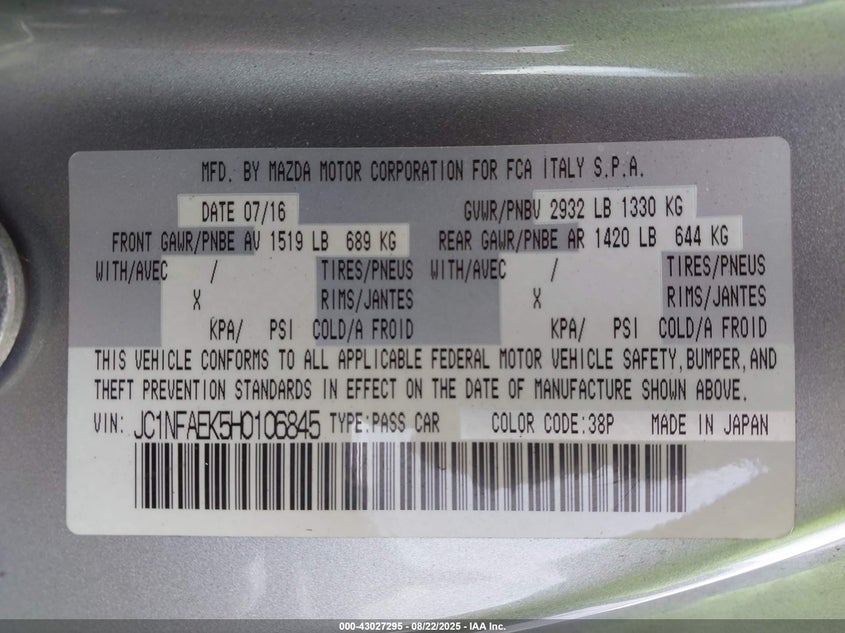 MFD. BY MAZDA MOTOR CORPORATION FOR FCA ITALY S.P.A.
DATE 07/16 GVWR/PNBV 2932 LB 1330 KG
FRONT GAWR/PNBE AV 1519 LB 689 KG REAR GAWR/PNBE AR 1420 LB 644 KG
WITH/AVEC / TIRES/PNEUS WITH/AVEC / TIRES/PNEUS
X RIMS/JANTES X RIMS/JANTES
KPA/ PSI COLD/A FROID KPA/ PSI COLD/A FROID
THIS VEHICLE CONFORMS TO ALL APPLICABLE FEDERAL MOTOR VEHICLE SAFETY, BUMPER, AND
THEFT PREVENTION STANDARDS IN EFFECT ON THE DATE OF MANUFACTURE SHOWN ABOVE.
VIN: JC1NFAEK5H0106845 TYPE:PASS CAR COLOR CODE:38P MADE IN JAPAN
000-43027295 - 08/22/2025 - IAA Inc.